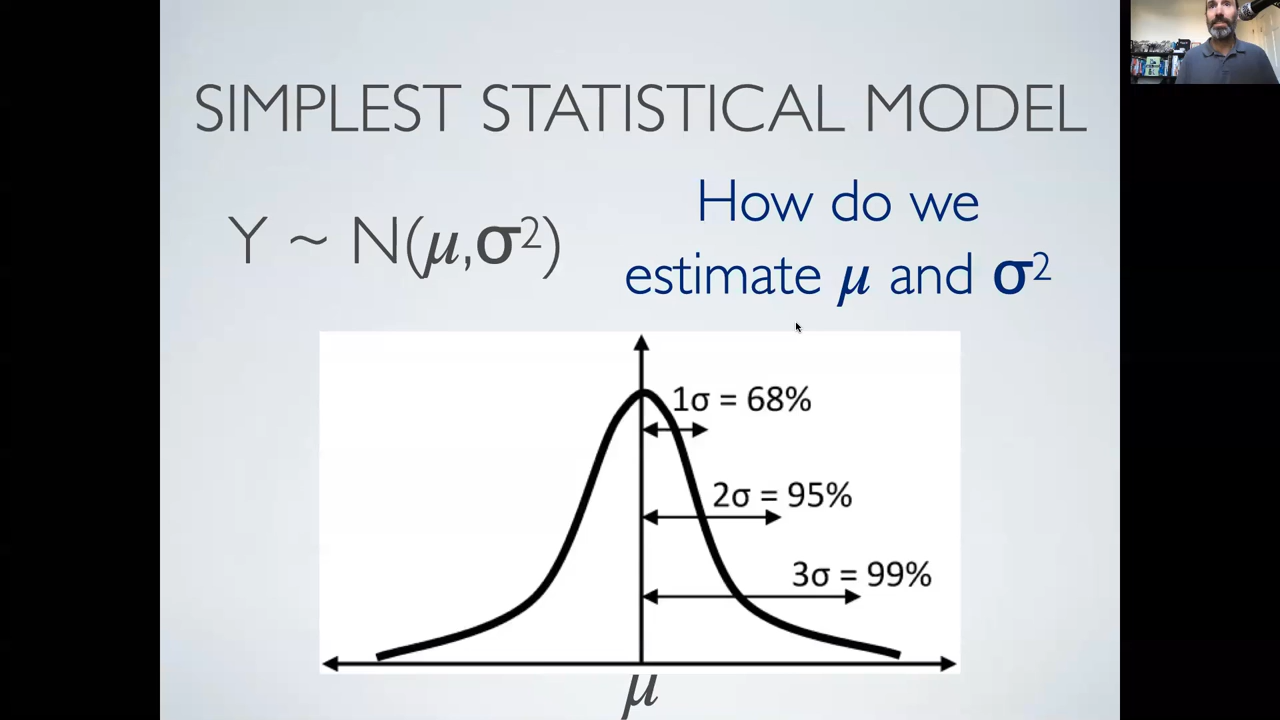 SIMPLEST STATISTICAL MODEL
Y ~ N(μ,σ²)
How do we
estimate μ and σ²
1σ = 68%
2σ = 95%
3σ = 99%
μ